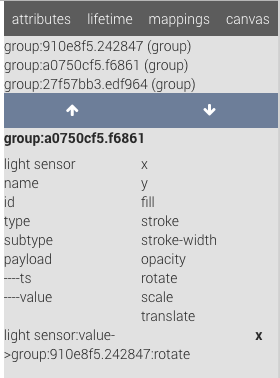 attributes lifetime mappings canvas
group:910e8f5.242847 (group)
group:a0750cf5.f6861 (group)
group:27f57bb3.edf964 (group)
group:a0750cf5.f6861
light sensor x
name y
id fill
type stroke
subtype stroke-width
payload opacity
----ts rotate
----value scale
translate
light sensor:value- x
>group:910e8f5.242847:rotate